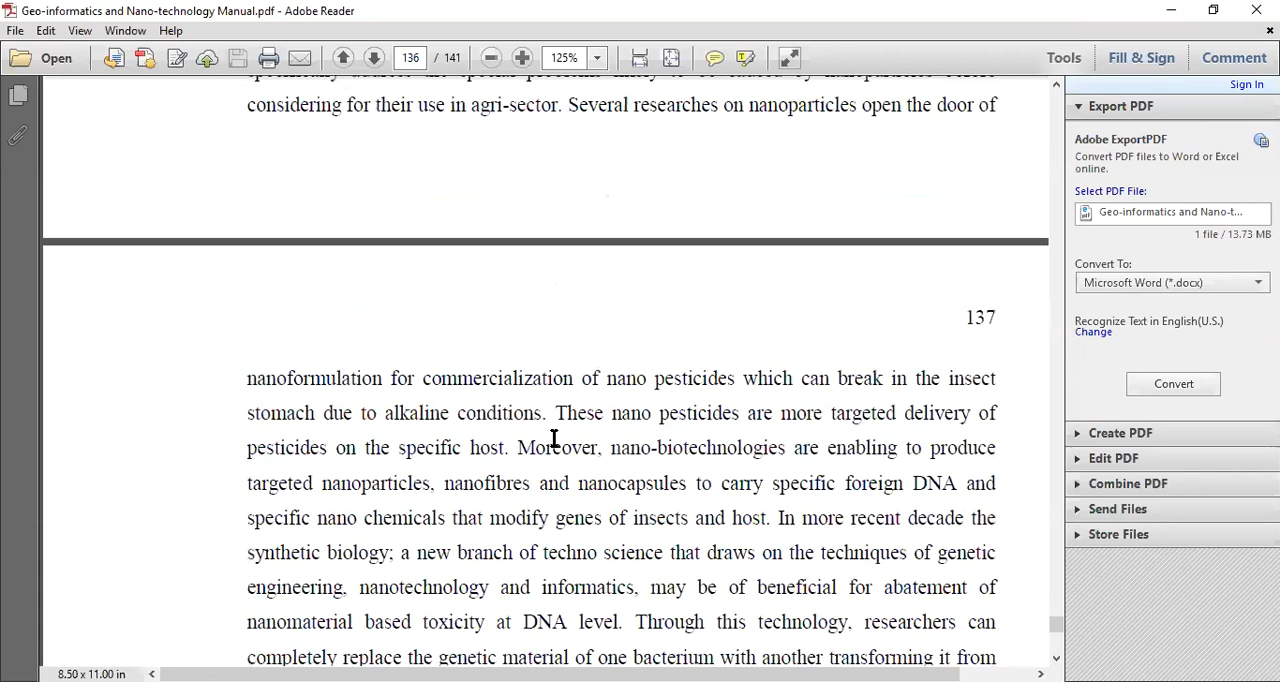 Geo-informatics and Nano-technology Manual.pdf - Adobe Reader
File Edit View Window Help
Open 136 / 141 125% Tools Fill & Sign Comment
Sign In
considering for their use in agri-sector. Several researches on nanoparticles open the door of
137
nanoformulation for commercialization of nano pesticides which can break in the insect
stomach due to alkaline conditions. These nano pesticides are more targeted delivery of
pesticides on the specific host. Moreover, nano-biotechnologies are enabling to produce
targeted nanoparticles, nanofibres and nanocapsules to carry specific foreign DNA and
specific nano chemicals that modify genes of insects and host. In more recent decade the
synthetic biology; a new branch of techno science that draws on the techniques of genetic
engineering, nanotechnology and informatics, may be of beneficial for abatement of
nanomaterial based toxicity at DNA level. Through this technology, researchers can
completely replace the genetic material of one bacterium with another transforming it from
8.50 x 11.00 in
Export PDF
Adobe ExportPDF
Convert PDF files to Word or Excel
online.
Select PDF File:
Geo-informatics and Nano-t...
1 file / 13.73 MB
Convert To:
Microsoft Word (*.docx)
Recognize Text in English(U.S.)
Change
Convert
Create PDF
Edit PDF
Combine PDF
Send Files
Store Files